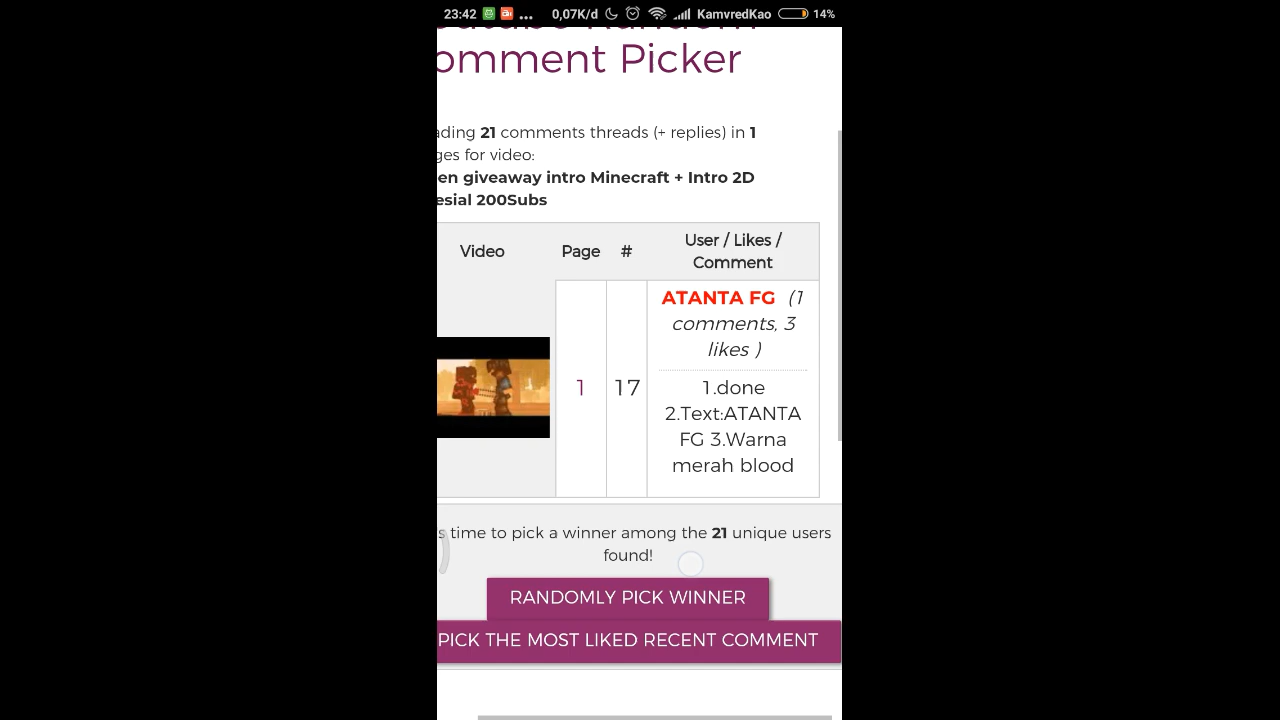 23:42 ... 0,07K/d KamvredKao 14%
omment Picker
ading 21 comments threads (+ replies) in 1
ges for video:
en giveaway intro Minecraft + Intro 2D
esial 200Subs
Video Page # User / Likes /
Comment
ATANTA FG (1
comments, 3
likes )
1 17
1.done
2.Text:ATANTA
FG 3.Warna
merah blood
s time to pick a winner among the 21 unique users
found!
RANDOMLY PICK WINNER
PICK THE MOST LIKED RECENT COMMENT